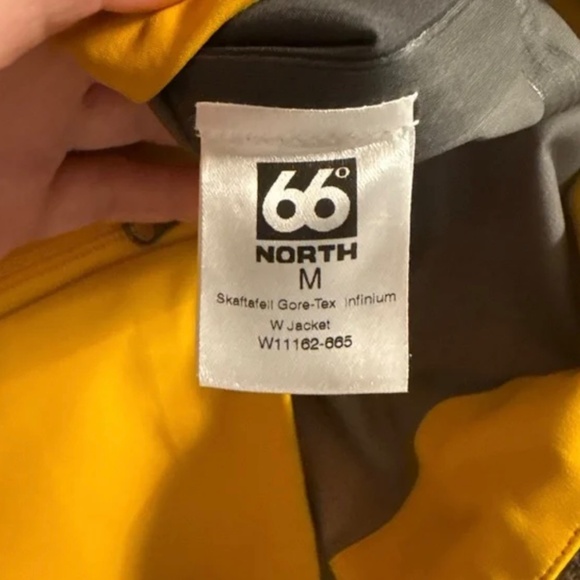 66°
NORTH
M
Skaftafell Gore-Tex Infinium
W Jacket
W11162-665